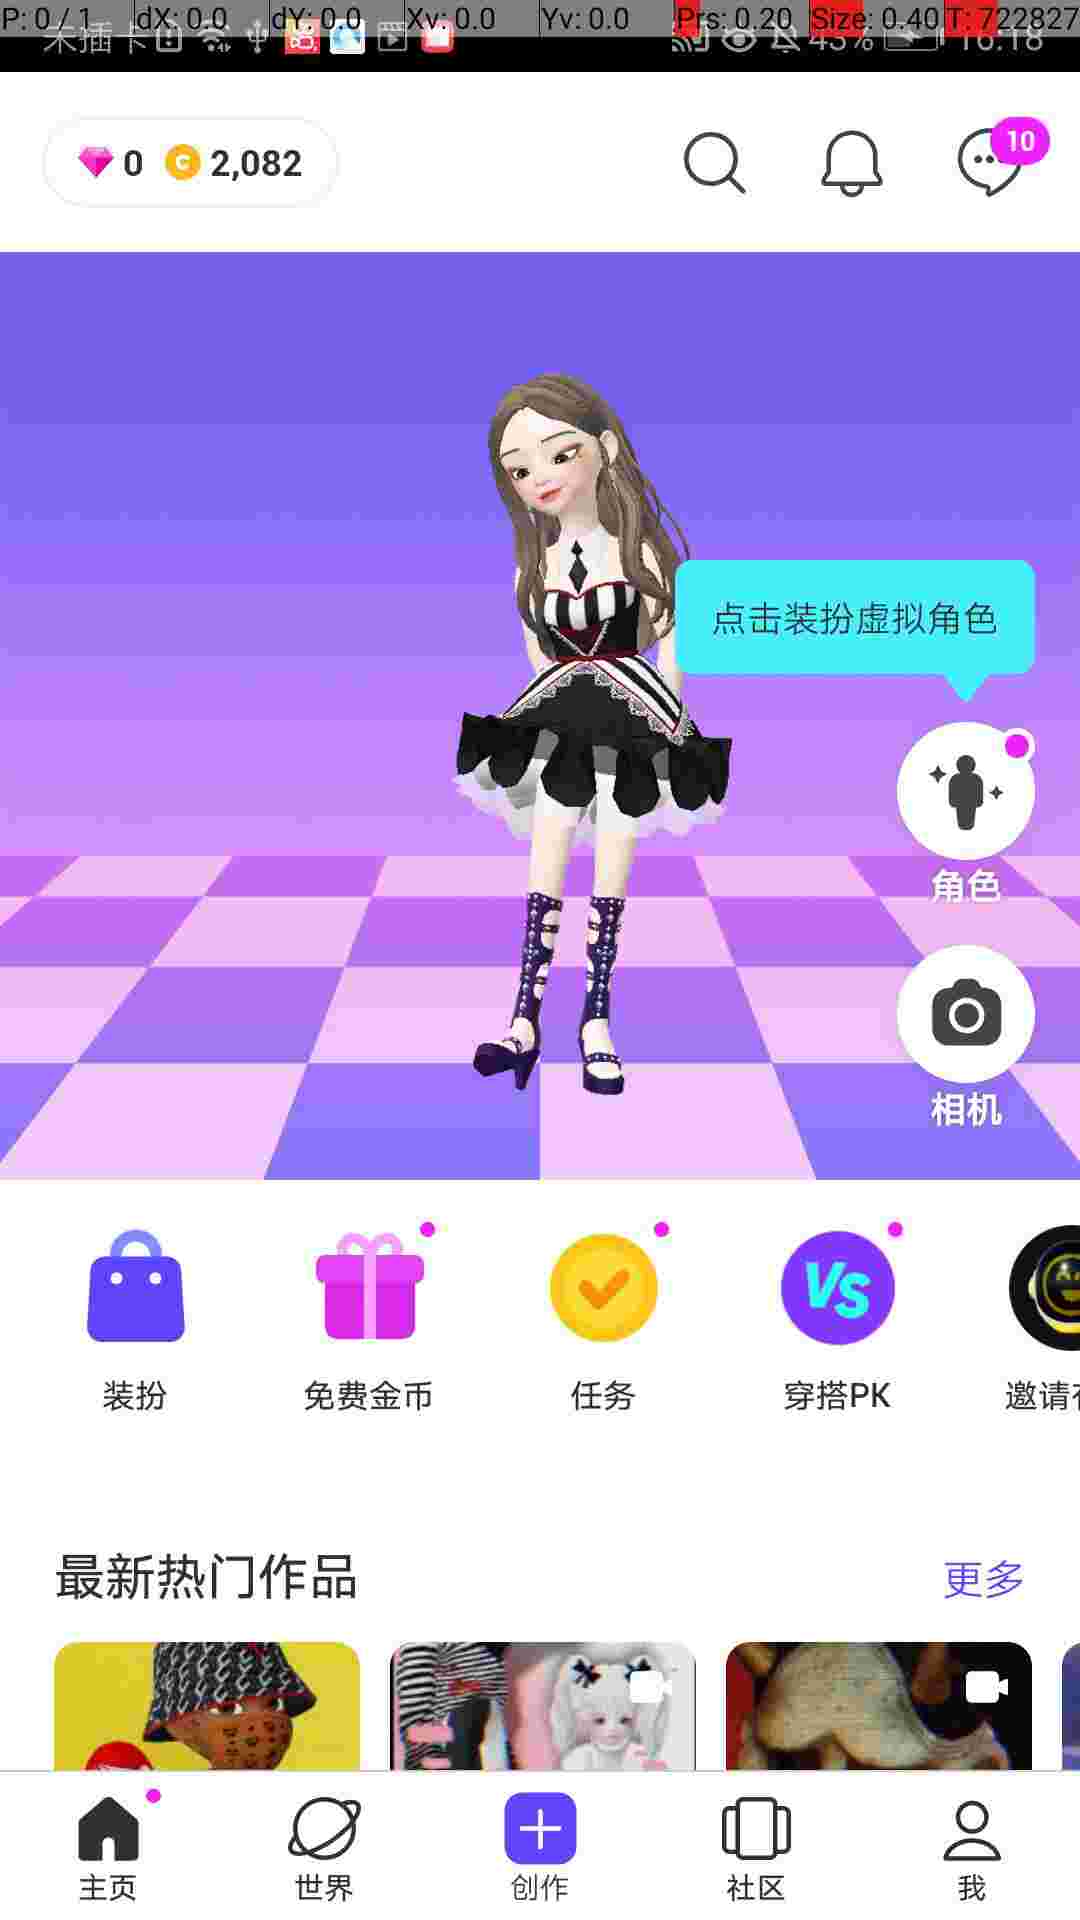 P: 0 / 1 dX: 0.0 dY: 0.0 Xv: 0.0 Yv: 0.0 Prs: 0.20 Size: 0.40 T: 722827
未插卡 43% 16:18
0 2,082 10
点击装扮虚拟角色
角色
相机
VS
装扮 免费金币 任务 穿搭PK 邀请
最新热门作品 更多
主页 世界 创作 社区 我